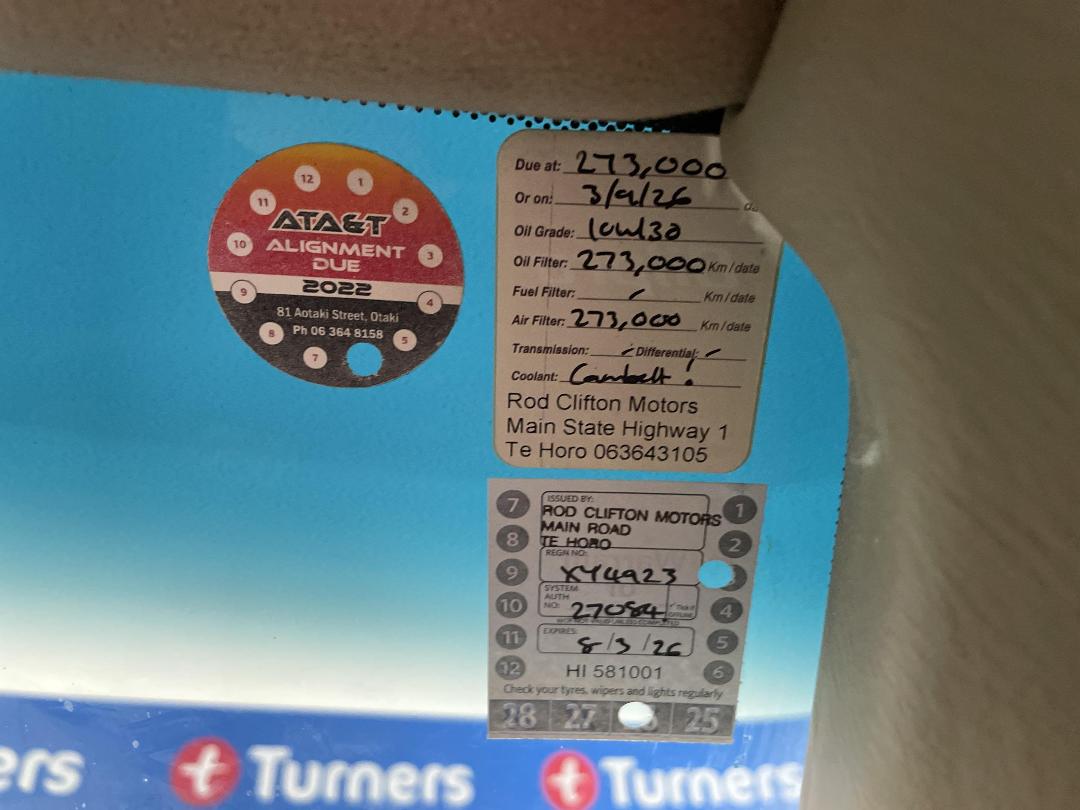 12 1
11 2
ATA&T
10 ALIGNMENT 3
DUE
2022
9 4
81 Aotaki Street, Otaki
Ph 06 364 8158
8 5
7
Due at: 273,000
Or on: 3/9/26
Oil Grade: 10W/30
Oil Filter: 273,000 Km/date
Fuel Filter: Km/date
Air Filter: 273,000 Km/date
Transmission: Differential:
Coolant: Cambelt!
Rod Clifton Motors
Main State Highway 1
Te Horo 063643105
7 ISSUED BY: 1
ROD CLIFTON MOTORS
MAIN ROAD
8 TE HORO 2
REGN NO:
9 XY4923
SYSTEM
AUTH
10 NO: 27084 4
11 EXPIRES: 8/3/26 5
12 HI 581001 6
Check your tyres, wipers and lights regularly
28 27 25
ers Turners Turners